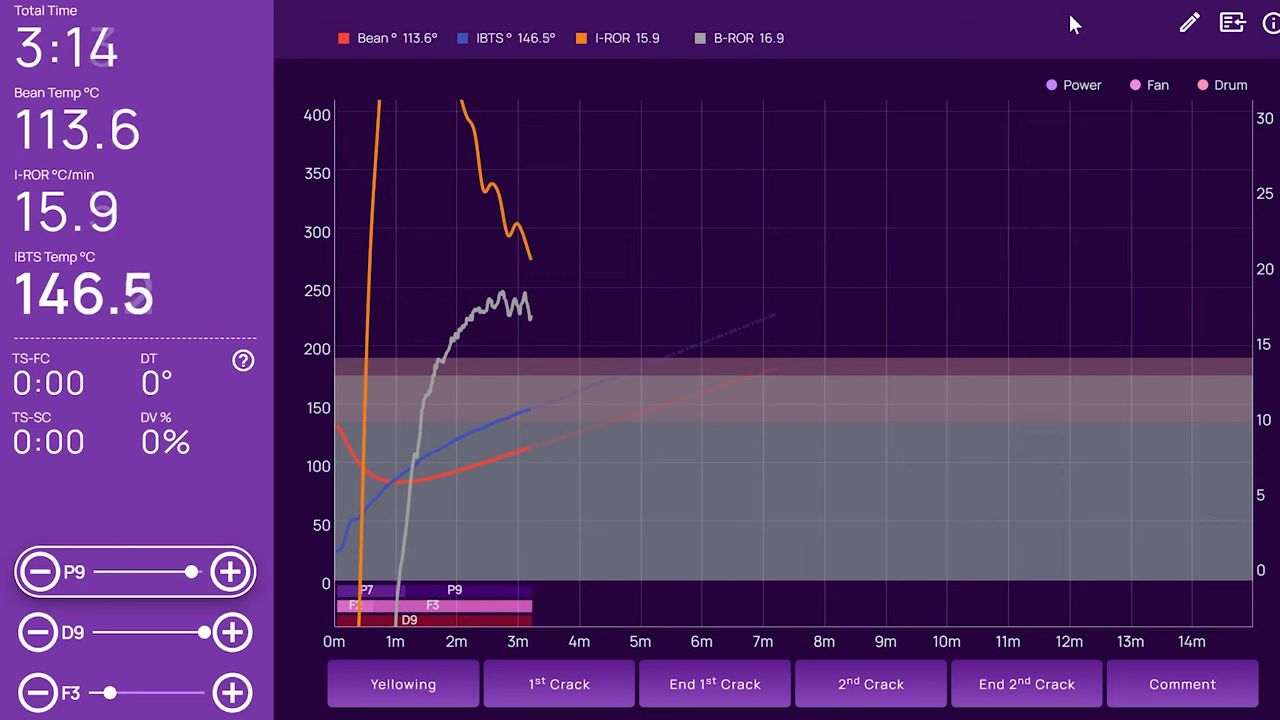 Total Time
3:14
Bean Temp °C
113.6
I-ROR °C/min
15.9
IBTS Temp °C
146.5
TS-FC DT
0:00 0°
TS-SC DV %
0:00 0%
P9
D9
F3
Bean° 113.6° IBTS° 146.5° I-ROR 15.9 B-ROR 16.9
Power Fan Drum
400
350
300
250
200
150
100
50
0
30
25
20
15
10
5
0
P7 P9
F3
D9
0m 1m 2m 3m 4m 5m 6m 7m 8m 9m 10m 11m 12m 13m 14m
Yellowing 1st Crack End 1st Crack 2nd Crack End 2nd Crack Comment